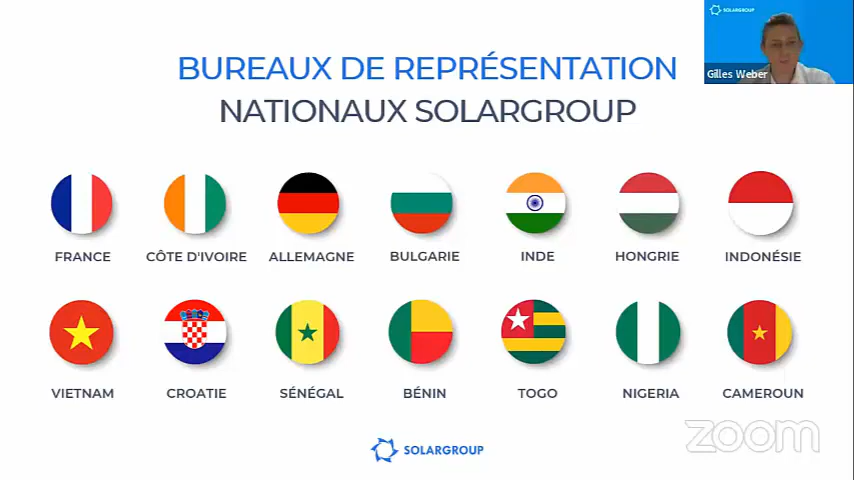 SOLARGROUP
Gilles Weber
BUREAUX DE REPRÉSENTATION
NATIONAUX SOLARGROUP
FRANCE
CÔTE D'IVOIRE
ALLEMAGNE
BULGARIE
INDE
HONGRIE
INDONÉSIE
VIETNAM
CROATIE
SÉNÉGAL
BÉNIN
TOGO
NIGERIA
CAMEROUN
zoom
SOLARGROUP